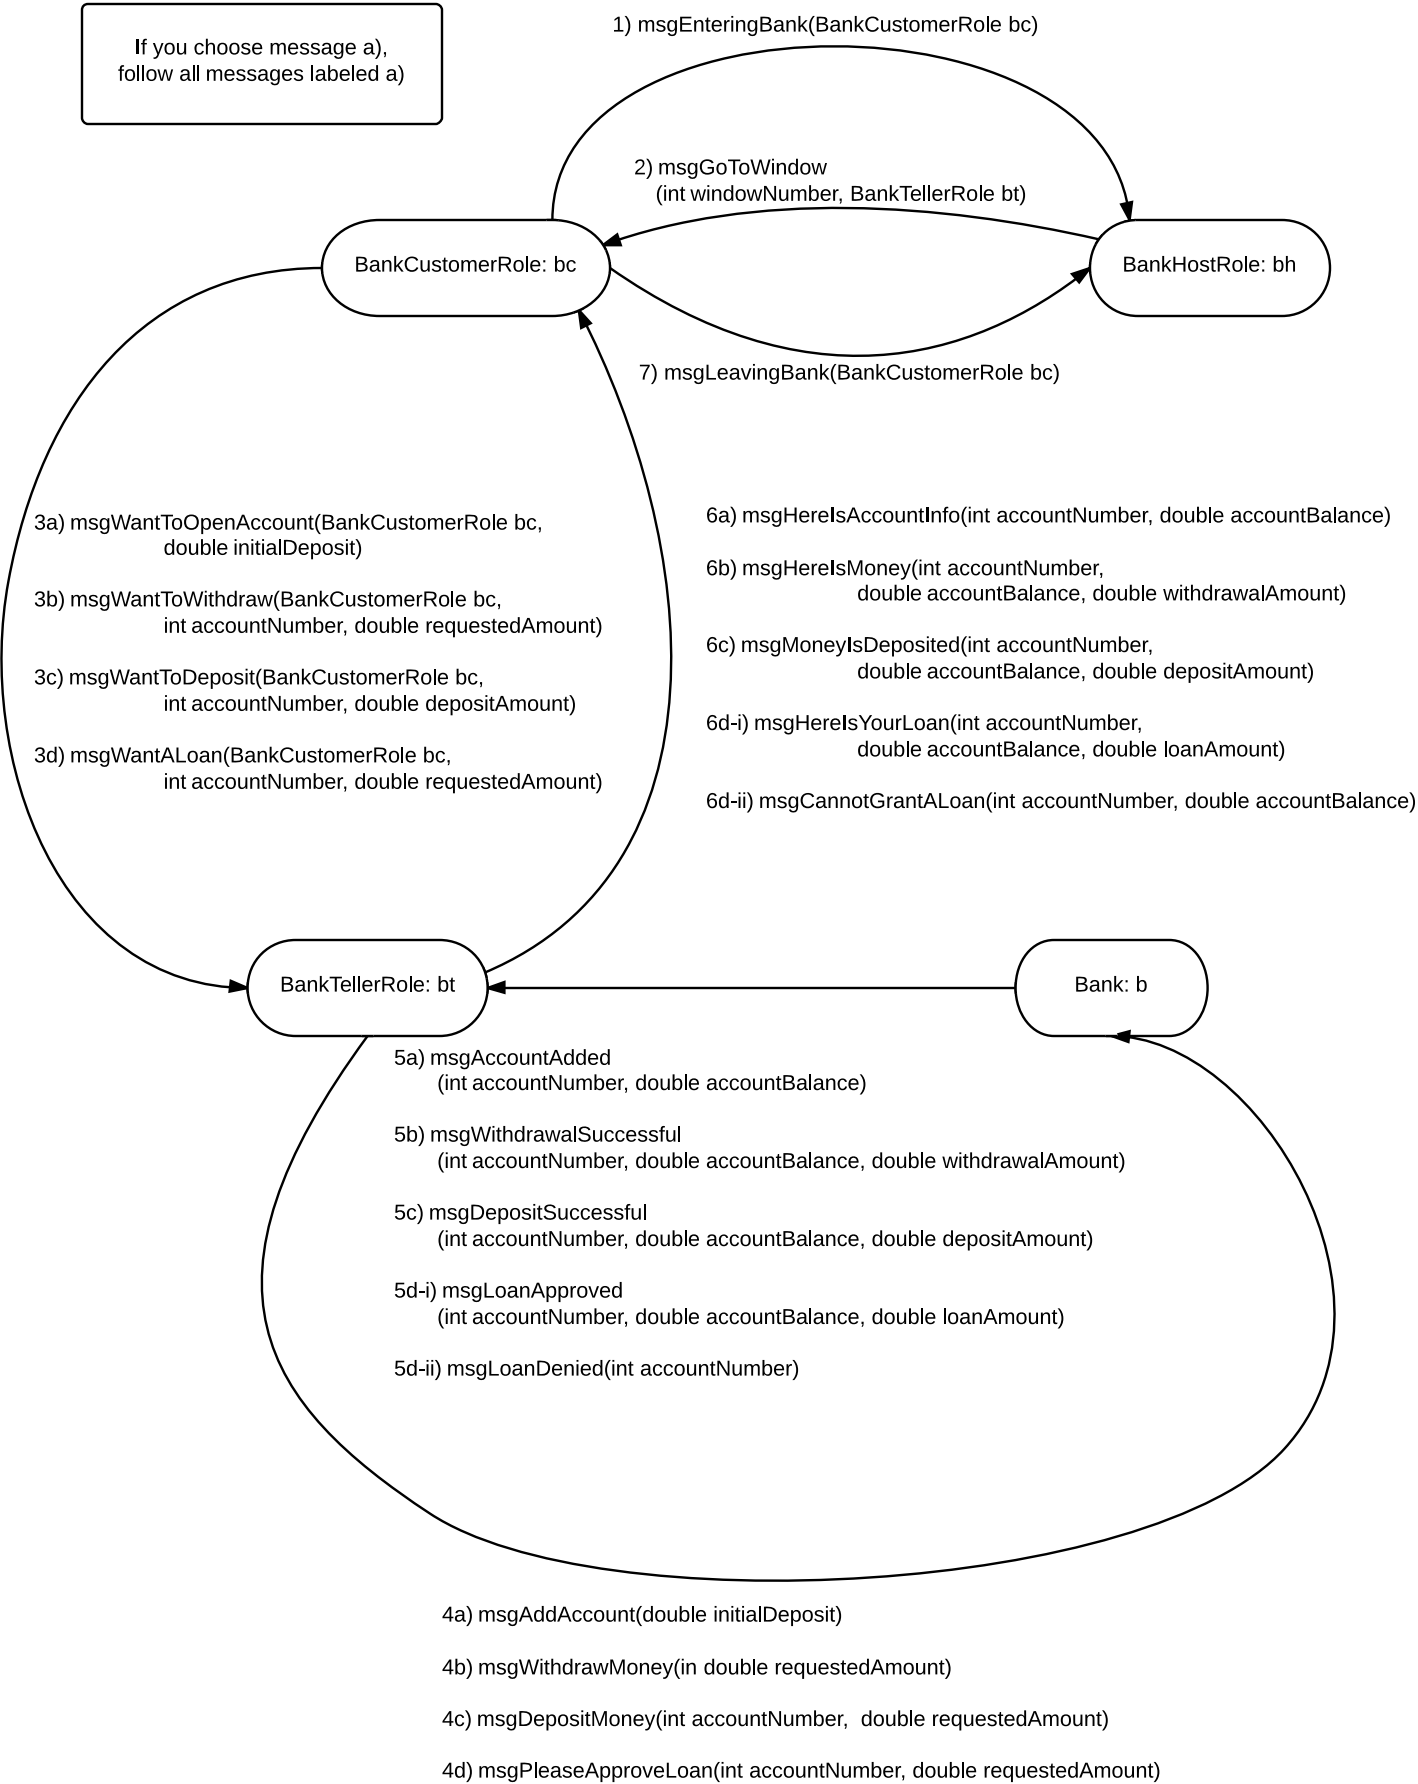 If you choose message a),
follow all messages labeled a)
1) msgEnteringBank(BankCustomerRole bc)
2) msgGoToWindow
(int windowNumber, BankTellerRole bt)
BankCustomerRole: bc
BankHostRole: bh
7) msgLeavingBank(BankCustomerRole bc)
3a) msgWantToOpenAccount(BankCustomerRole bc,
double initialDeposit)
3b) msgWantToWithdraw(BankCustomerRole bc,
int accountNumber, double requestedAmount)
3c) msgWantToDeposit(BankCustomerRole bc,
int accountNumber, double depositAmount)
3d) msgWantALoan(BankCustomerRole bc,
int accountNumber, double requestedAmount)
6a) msgHereIsAccountInfo(int accountNumber, double accountBalance)
6b) msgHereIsMoney(int accountNumber,
double accountBalance, double withdrawalAmount)
6c) msgMoneyIsDeposited(int accountNumber,
double accountBalance, double depositAmount)
6d-i) msgHereIsYourLoan(int accountNumber,
double accountBalance, double loanAmount)
6d-ii) msgCannotGrantALoan(int accountNumber, double accountBalance)
BankTellerRole: bt
Bank: b
5a) msgAccountAdded
(int accountNumber, double accountBalance)
5b) msgWithdrawalSuccessful
(int accountNumber, double accountBalance, double withdrawalAmount)
5c) msgDepositSuccessful
(int accountNumber, double accountBalance, double depositAmount)
5d-i) msgLoanApproved
(int accountNumber, double accountBalance, double loanAmount)
5d-ii) msgLoanDenied(int accountNumber)
4a) msgAddAccount(double initialDeposit)
4b) msgWithdrawMoney(in double requestedAmount)
4c) msgDepositMoney(int accountNumber,  double requestedAmount)
4d) msgPleaseApproveLoan(int accountNumber, double requestedAmount)